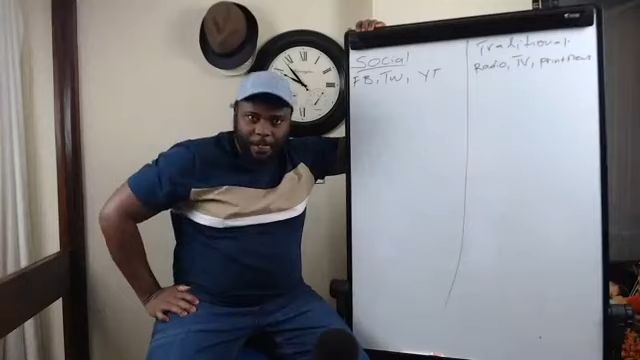 Social
FB, TW, YT
Traditional
Radio, TV, print news